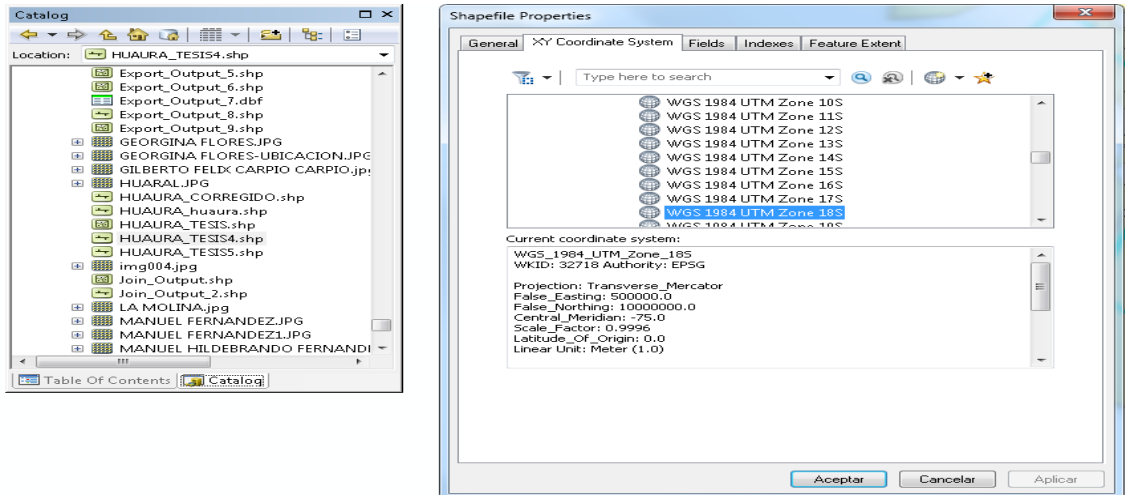 Catalog
Location: HUAURA_TESIS4.shp
Export_Output_5.shp
Export_Output_6.shp
Export_Output_7.dbf
Export_Output_8.shp
Export_Output_9.shp
GEORGINA FLORES.JPG
GEORGINA FLORES-UBICACION.JPG
GILBERTO FELIX CARPIO CARPIO.jp
HUARAL.JPG
HUAURA_CORREGIDO.shp
HUAURA_huaura.shp
HUAURA_TESIS.shp
HUAURA_TESIS4.shp
HUAURA_TESIS5.shp
img004.jpg
Join_Output.shp
Join_Output_2.shp
LA MOLINA.jpg
MANUEL FERNANDEZ.JPG
MANUEL FERNANDEZ1.JPG
MANUEL HILDEBRANDO FERNANDI
Table Of Contents Catalog
Shapefile Properties
General XY Coordinate System Fields Indexes Feature Extent
Type here to search
WGS 1984 UTM Zone 10S
WGS 1984 UTM Zone 11S
WGS 1984 UTM Zone 12S
WGS 1984 UTM Zone 13S
WGS 1984 UTM Zone 14S
WGS 1984 UTM Zone 15S
WGS 1984 UTM Zone 16S
WGS 1984 UTM Zone 17S
WGS 1984 UTM Zone 18S
WGS 1984 UTM Zone 19S
Current coordinate system:
WGS_1984_UTM_Zone_18S
WKID: 32718 Authority: EPSG
Projection: Transverse_Mercator
False_Easting: 500000.0
False_Northing: 10000000.0
Central_Meridian: -75.0
Scale_Factor: 0.9996
Latitude_Of_Origin: 0.0
Linear Unit: Meter (1.0)
Aceptar Cancelar Aplicar